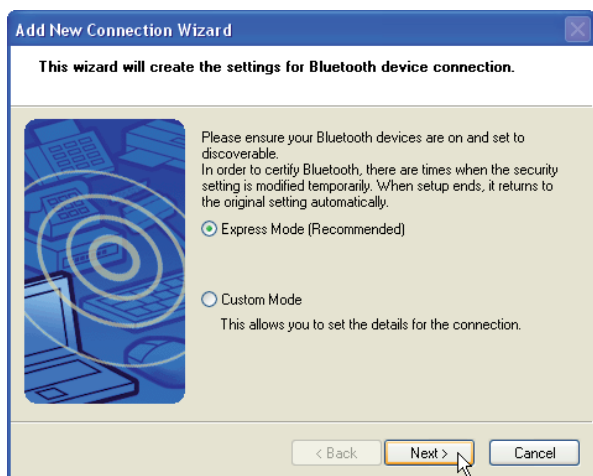 Add New Connection Wizard
This wizard will create the settings for Bluetooth device connection.
Please ensure your Bluetooth devices are on and set to
discoverable.
In order to certify Bluetooth, there are times when the security
setting is modified temporarily. When setup ends, it returns to
the original setting automatically.
Express Mode (Recommended)
Custom Mode
This allows you to set the details for the connection.
< Back Next > Cancel